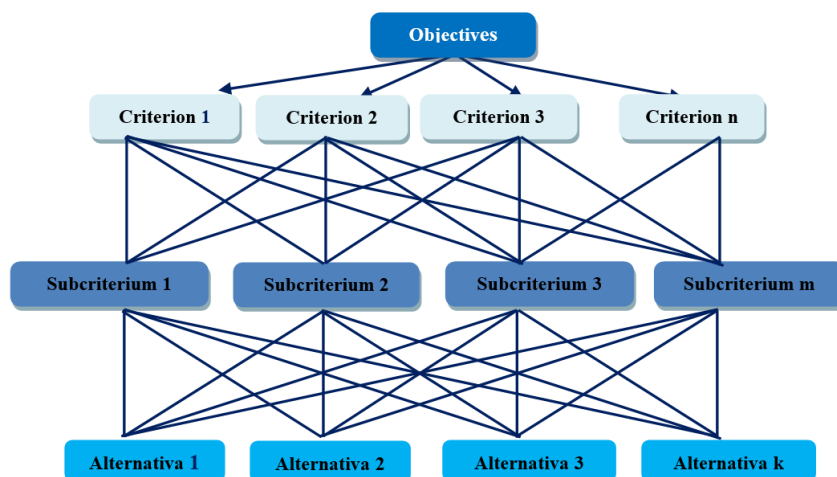 Objectives
Criterion 1
Criterion 2
Criterion 3
Criterion n
Subcriterium 1
Subcriterium 2
Subcriterium 3
Subcriterium m
Alternativa 1
Alternativa 2
Alternativa 3
Alternativa k